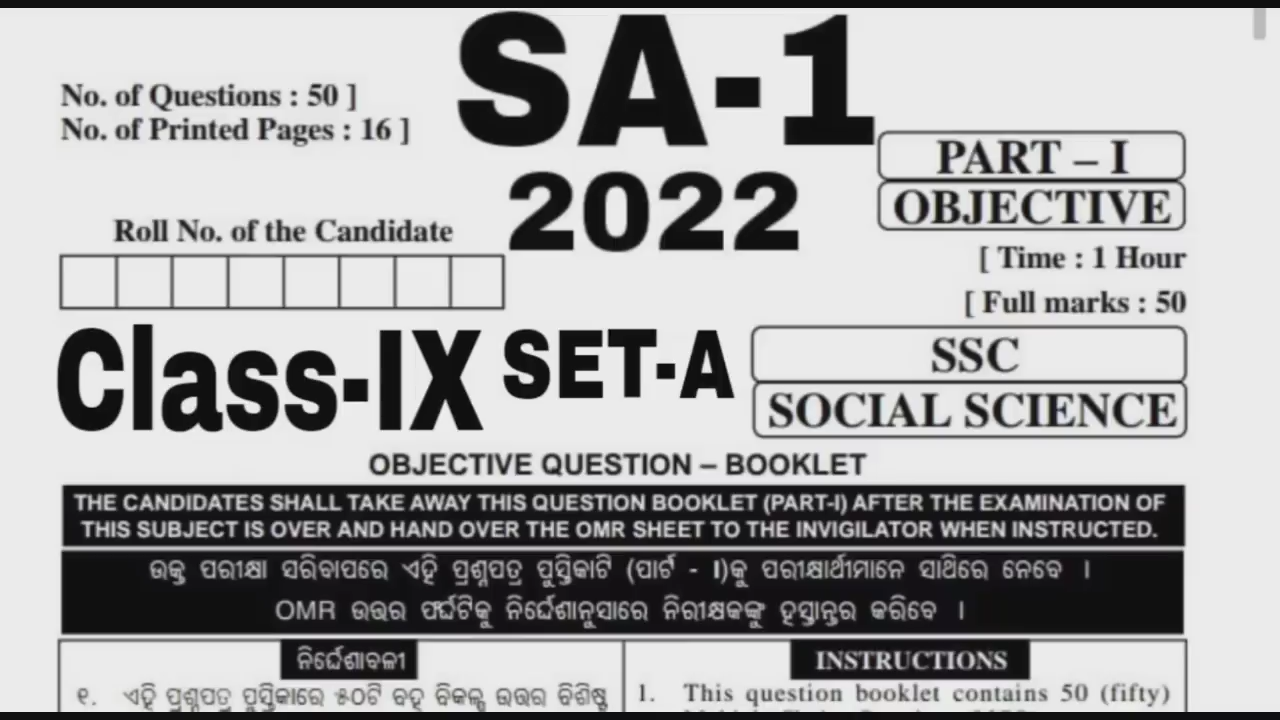 SA-1
No. of Questions : 50 ]
No. of Printed Pages : 16 ]
2022
PART – I
OBJECTIVE
Roll No. of the Candidate
[ Time : 1 Hour
[ Full marks : 50
Class-IX SET-A
SSC
SOCIAL SCIENCE
OBJECTIVE QUESTION – BOOKLET
THE CANDIDATES SHALL TAKE AWAY THIS QUESTION BOOKLET (PART-I) AFTER THE EXAMINATION OF
THIS SUBJECT IS OVER AND HAND OVER THE OMR SHEET TO THE INVIGILATOR WHEN INSTRUCTED.
ଉକ୍ତ ପରୀକ୍ଷା ସରିବାପରେ ଏହି ପ୍ରଶ୍ନପତ୍ର ପୁସ୍ତିକାଟି (ପାର୍ଟ - I)କୁ ପରୀକ୍ଷାର୍ଥୀମାନେ ସାଥିରେ ନେବେ ।
OMR ଉତ୍ତର ପର୍ଦ୍ଦଟିକୁ ନିର୍ଦ୍ଦେଶାନୁସାରେ ନିରୀକ୍ଷକଙ୍କୁ ହସ୍ତାନ୍ତର କରିବେ ।
ନିର୍ଦ୍ଦେଶାବଳୀ
୧. ଏହି ପ୍ରଶ୍ନପତ୍ର ପୁସ୍ତିକାରେ ୫୦ଟି ବହୁ ବିକଳ୍ପ ଉତ୍ତର ବିଶିଷ୍ଟ
INSTRUCTIONS
1. This question booklet contains 50 (fifty)